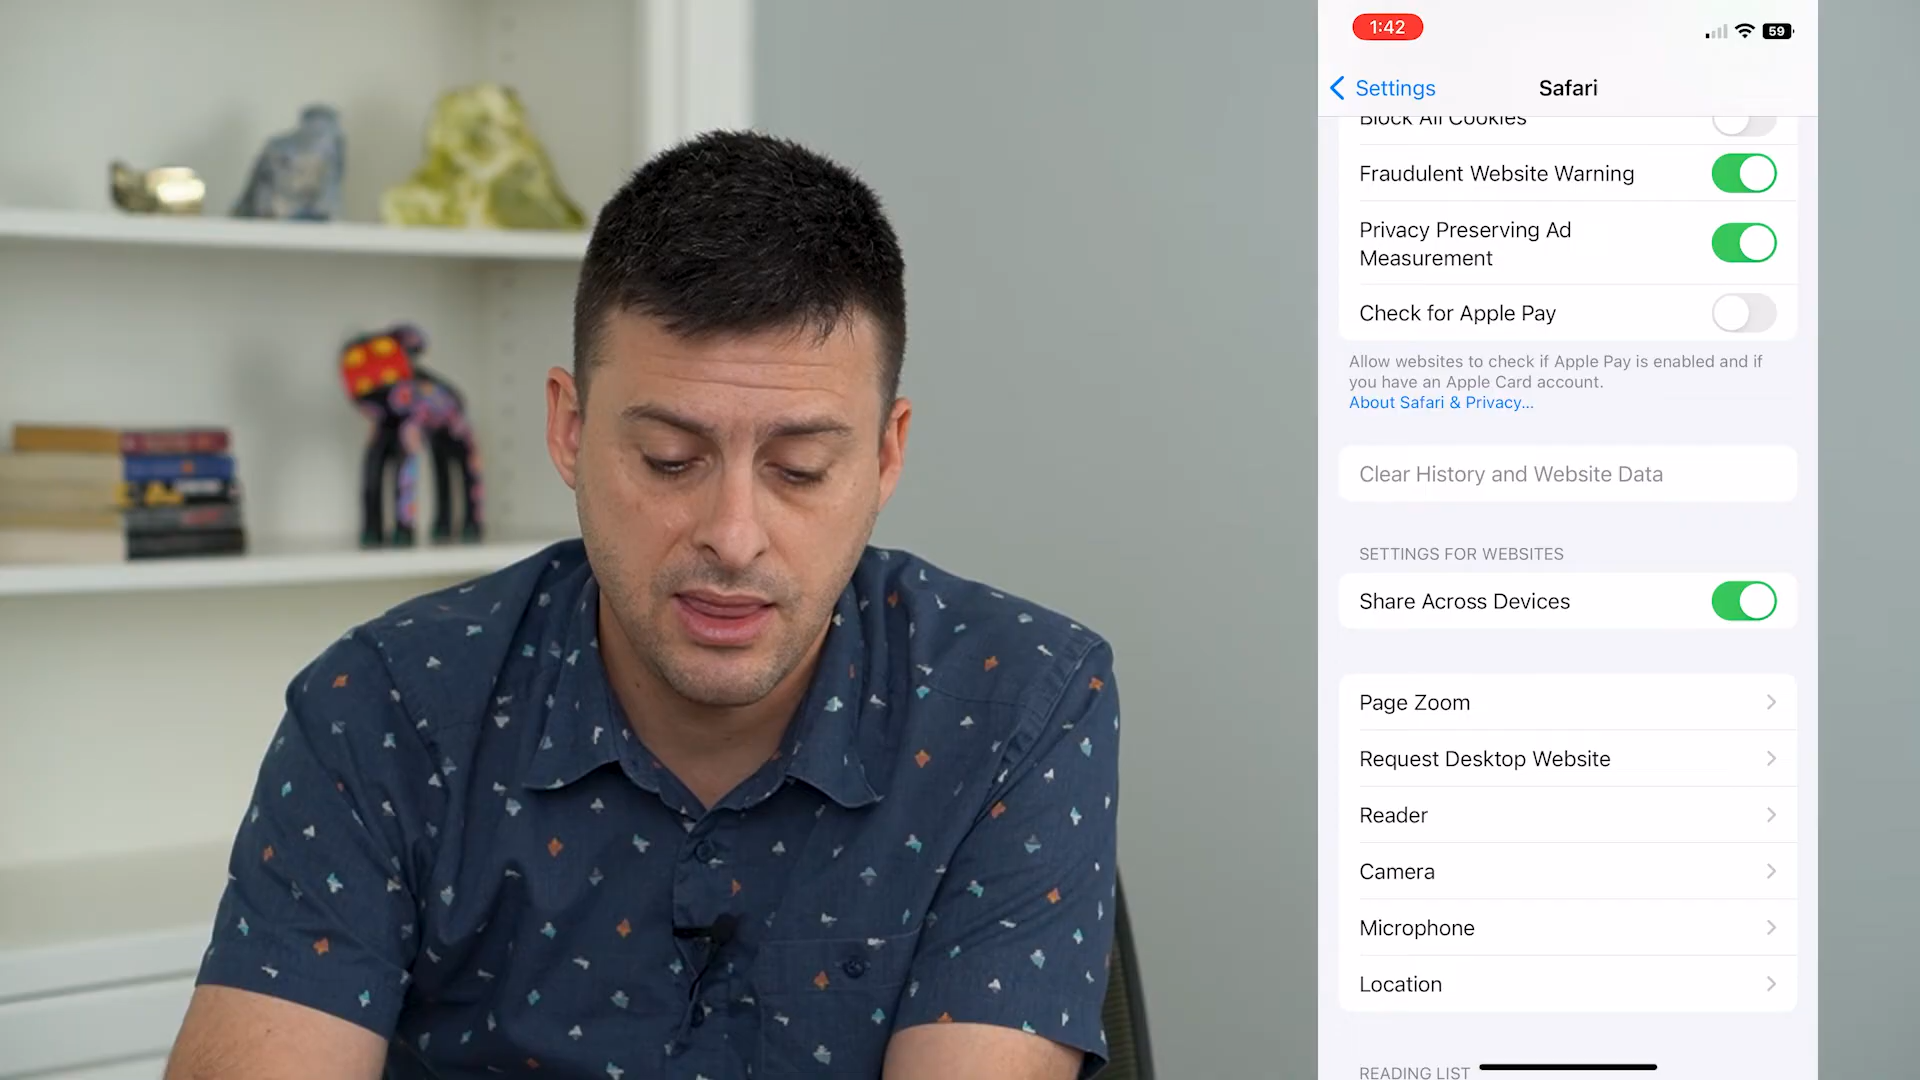 1:42
59
Settings
Safari
Block All Cookies
Fraudulent Website Warning
Privacy Preserving Ad
Measurement
Check for Apple Pay
Allow websites to check if Apple Pay is enabled and if
you have an Apple Card account.
About Safari & Privacy...
Clear History and Website Data
SETTINGS FOR WEBSITES
Share Across Devices
Page Zoom
Request Desktop Website
Reader
Camera
Microphone
Location
READING LIST